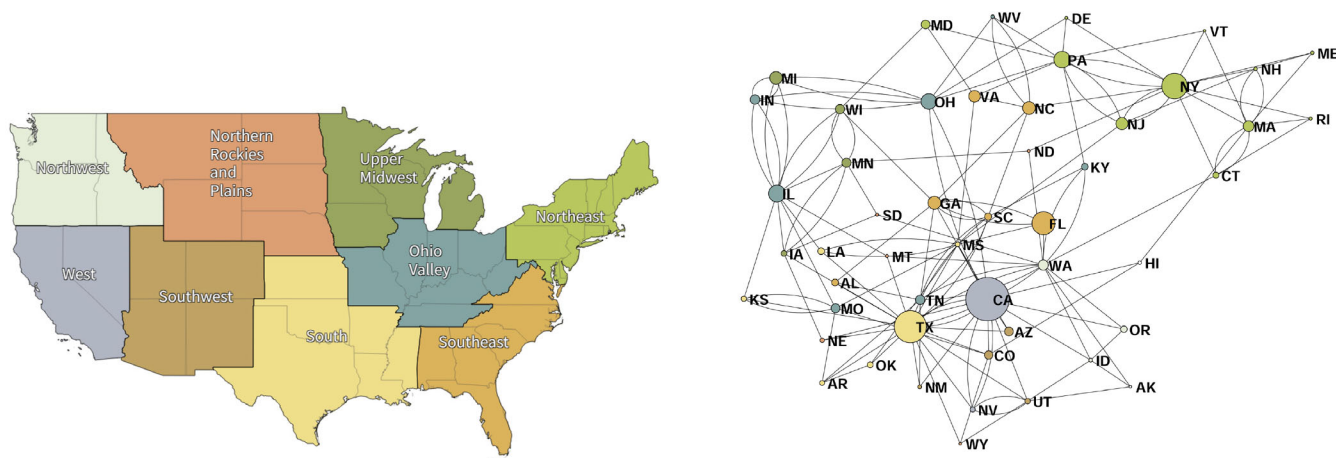 Northwest
Northern
Rockies
and
Plains
Upper
Midwest
Northeast
Ohio
Valley
West
Southwest
South
Southeast
WV
DE
MD
VT
ME
PA
MI
NH
NY
IN
OH
VA
NC
WI
NJ
MA
RI
ND
MN
KY
CT
IL
GA
SD
SC
FL
MS
LA
IA
MT
WA
HI
AL
KS
TN
CA
MO
TX
AZ
OR
NE
CO
ID
OK
AR
NM
AK
UT
NV
WY